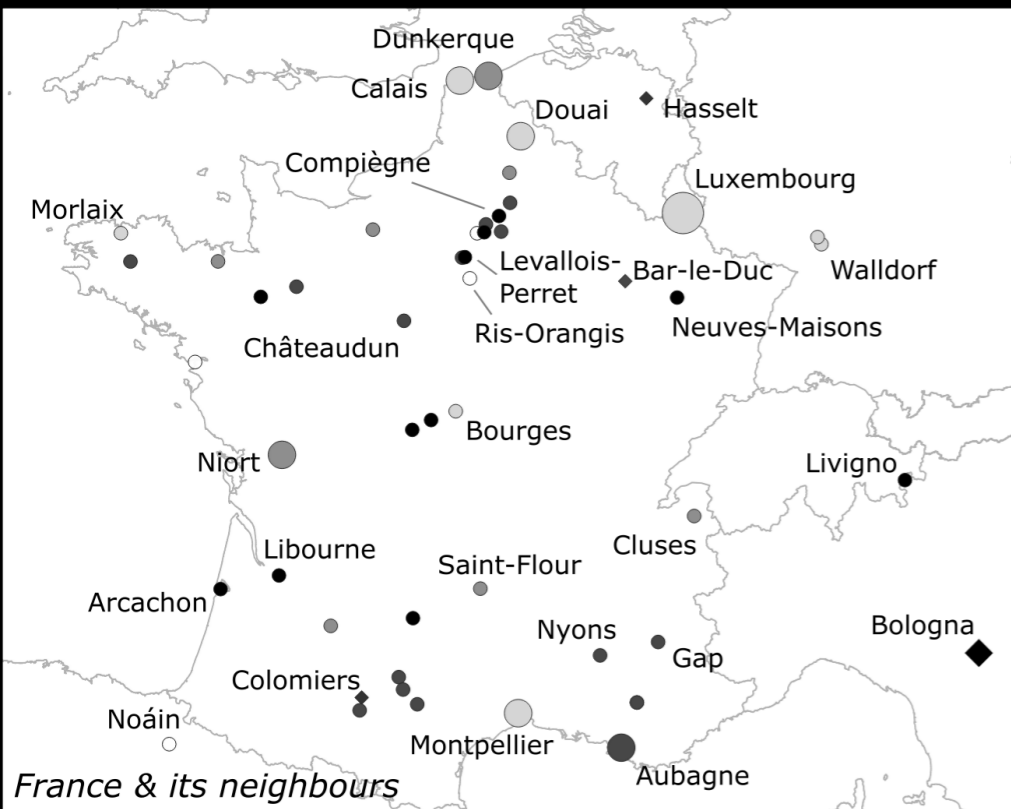 Dunkerque
Calais
Douai
Hasselt
Compiègne
Luxembourg
Morlaix
Levallois-
Perret
Bar-le-Duc
Walldorf
Ris-Orangis
Neuves-Maisons
Châteaudun
Bourges
Niort
Livigno
Cluses
Libourne
Saint-Flour
Arcachon
Nyons
Bologna
Gap
Colomiers
Noáin
Montpellier
Aubagne
France & its neighbours